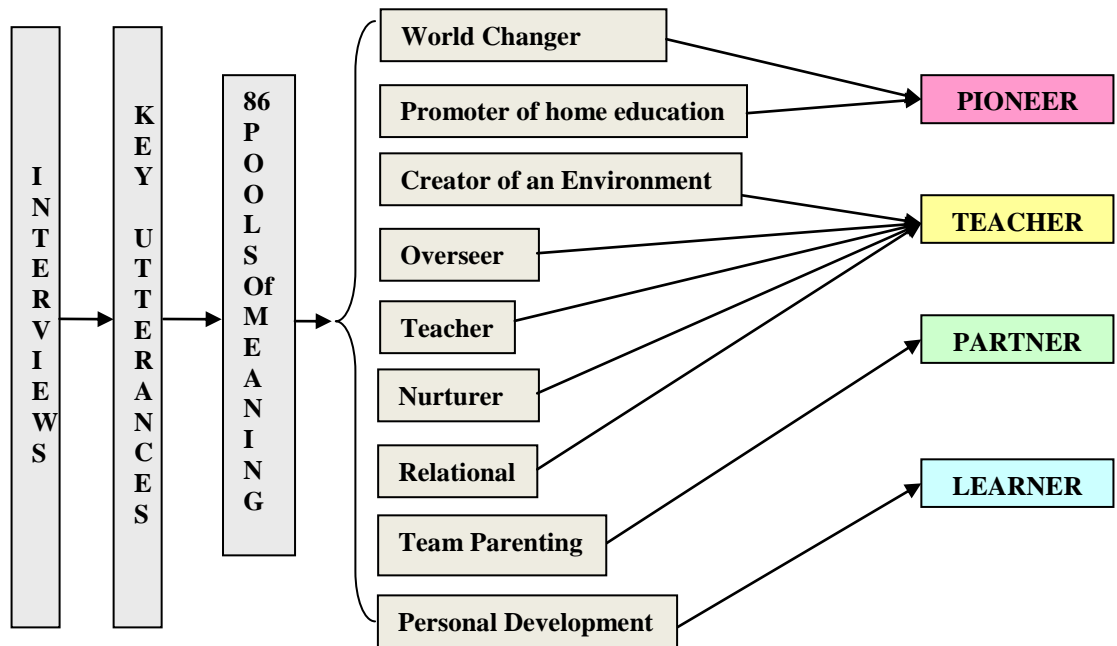 INTERVIEWS
KEY UTTERANCES
86 POOLS Of MEANING
World Changer
Promoter of home education
Creator of an Environment
Overseer
Teacher
Nurturer
Relational
Team Parenting
Personal Development
PIONEER
TEACHER
PARTNER
LEARNER